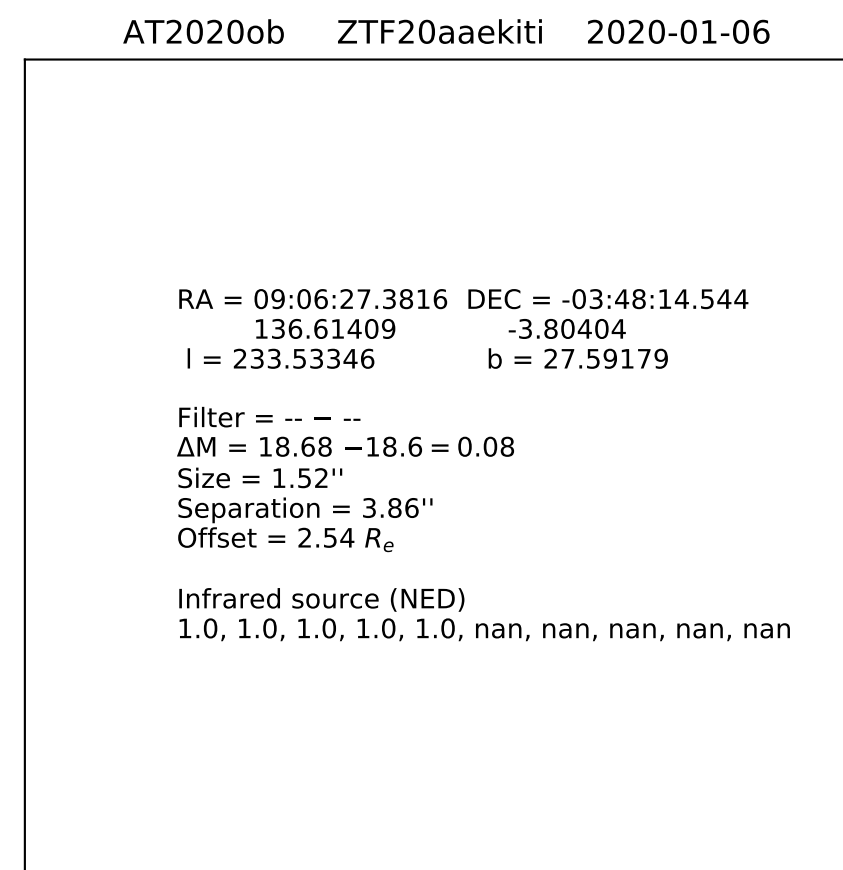 AT2020ob ZTF20aaekiti 2020-01-06
RA = 09:06:27.3816 DEC = -03:48:14.544
136.61409 -3.80404
l = 233.53346 b = 27.59179
Filter = -- − --
ΔM = 18.68 −18.6 = 0.08
Size = 1.52''
Separation = 3.86''
Offset = 2.54 Rₑ
Infrared source (NED)
1.0, 1.0, 1.0, 1.0, 1.0, nan, nan, nan, nan, nan